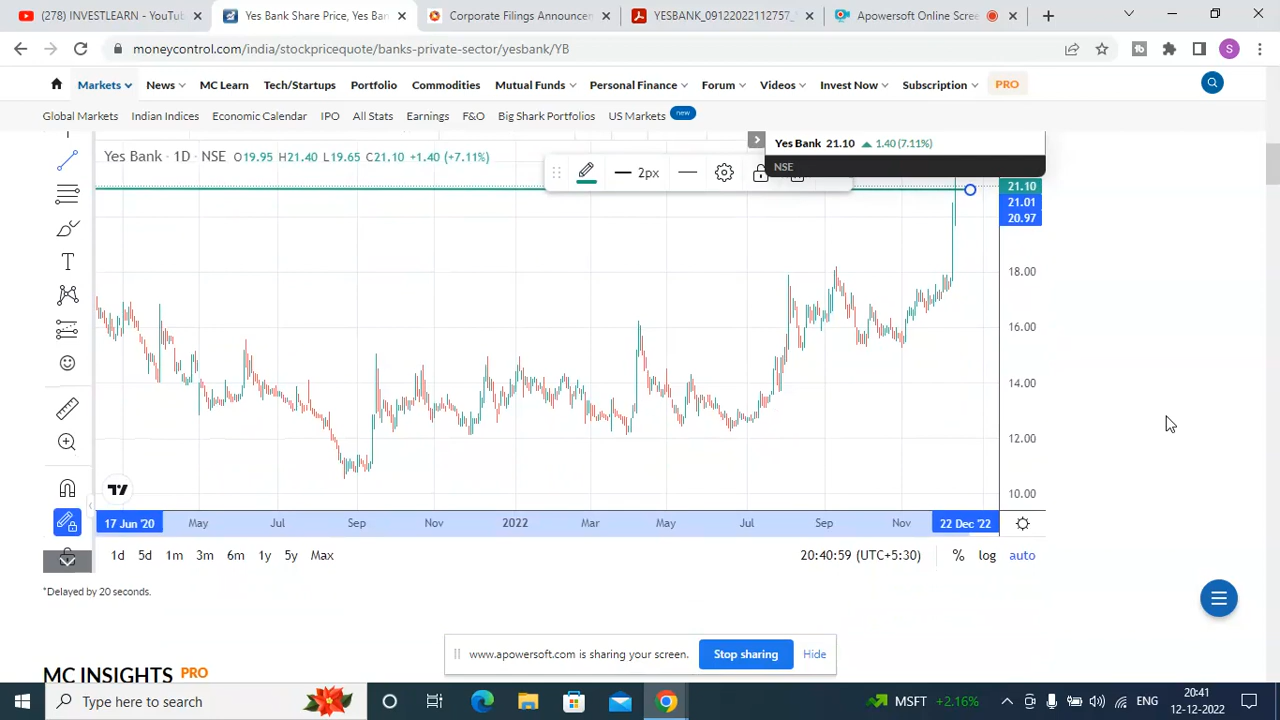 (278) INVESTLEARN - YouTu
Yes Bank Share Price, Yes Ban
Corporate Filings Announcem
YESBANK_09122022112757_
Apowersoft Online Scree
moneycontrol.com/india/stockpricequote/banks-private-sector/yesbank/YB
S
Markets
News
MC Learn
Tech/Startups
Portfolio
Commodities
Mutual Funds
Personal Finance
Forum
Videos
Invest Now
Subscription
PRO
Global Markets
Indian Indices
Economic Calendar
IPO
All Stats
Earnings
F&O
Big Shark Portfolios
US Markets
new
Yes Bank · 1D · NSE O19.95 H21.40 L19.65 C21.10 +1.40 (+7.11%)
2px
Yes Bank 21.10 1.40 (7.11%)
NSE
21.10
21.01
20.97
18.00
16.00
14.00
12.00
10.00
T
17 Jun '20
May
Jul
Sep
Nov
2022
Mar
May
Jul
Sep
Nov
22 Dec '22
1d 5d 1m 3m 6m 1y 5y Max
20:40:59 (UTC+5:30)
% log auto
*Delayed by 20 seconds.
www.apowersoft.com is sharing your screen.
Stop sharing
Hide
MC INSIGHTS PRO
Type here to search
MSFT +2.16%
ENG
20:41
12-12-2022